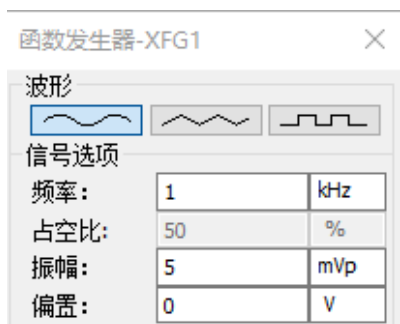 函数发生器-XFG1
波形
信号选项
频率： 1 kHz
占空比: 50 %
振幅： 5 mVp
偏置： 0 V